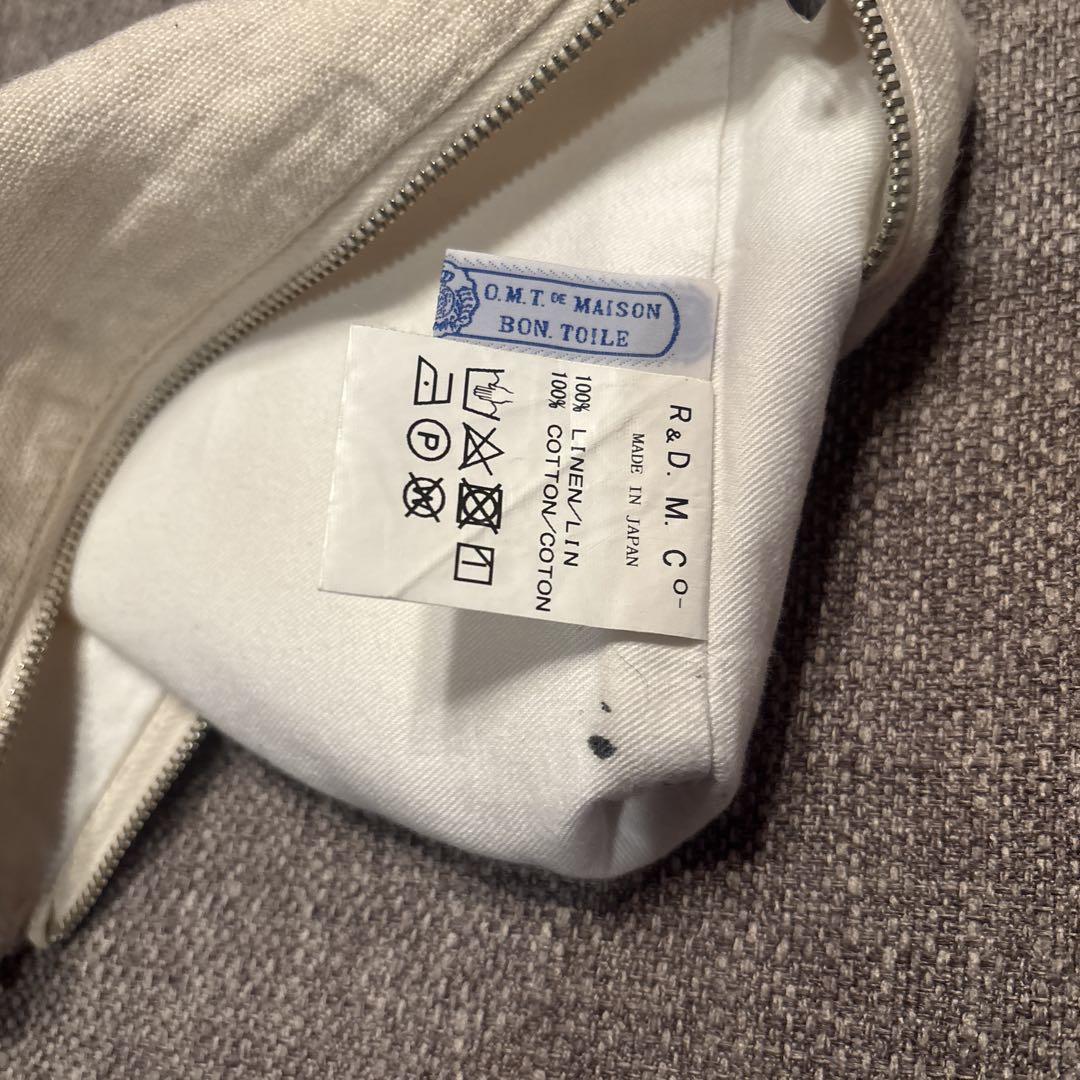 O.M.T. DE MAISON
BON. TOILE
R&D. M. Co-
MADE IN JAPAN
100% LINEN/LIN
100% COTTON/COTON
P
W